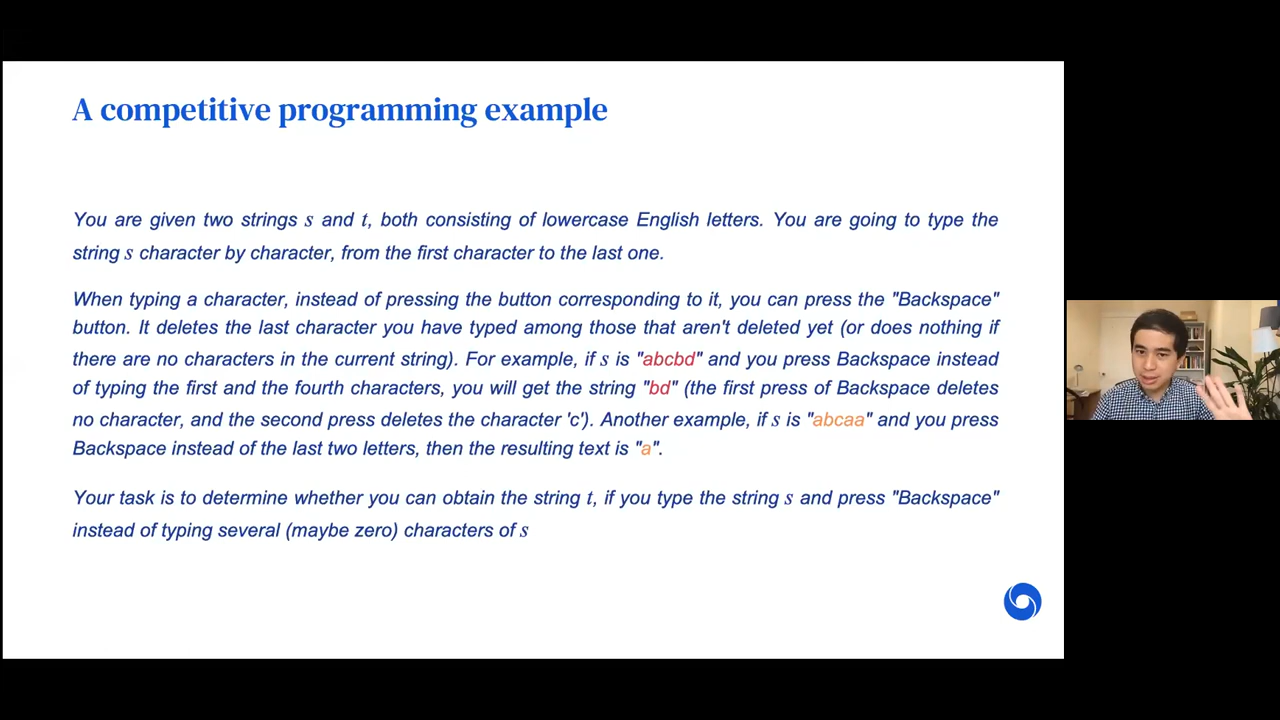 A competitive programming example
You are given two strings s and t, both consisting of lowercase English letters. You are going to type the
string s character by character, from the first character to the last one.
When typing a character, instead of pressing the button corresponding to it, you can press the "Backspace"
button. It deletes the last character you have typed among those that aren't deleted yet (or does nothing if
there are no characters in the current string). For example, if s is "abcbd" and you press Backspace instead
of typing the first and the fourth characters, you will get the string "bd" (the first press of Backspace deletes
no character, and the second press deletes the character 'c'). Another example, if s is "abcaa" and you press
Backspace instead of the last two letters, then the resulting text is "a".
Your task is to determine whether you can obtain the string t, if you type the string s and press "Backspace"
instead of typing several (maybe zero) characters of s